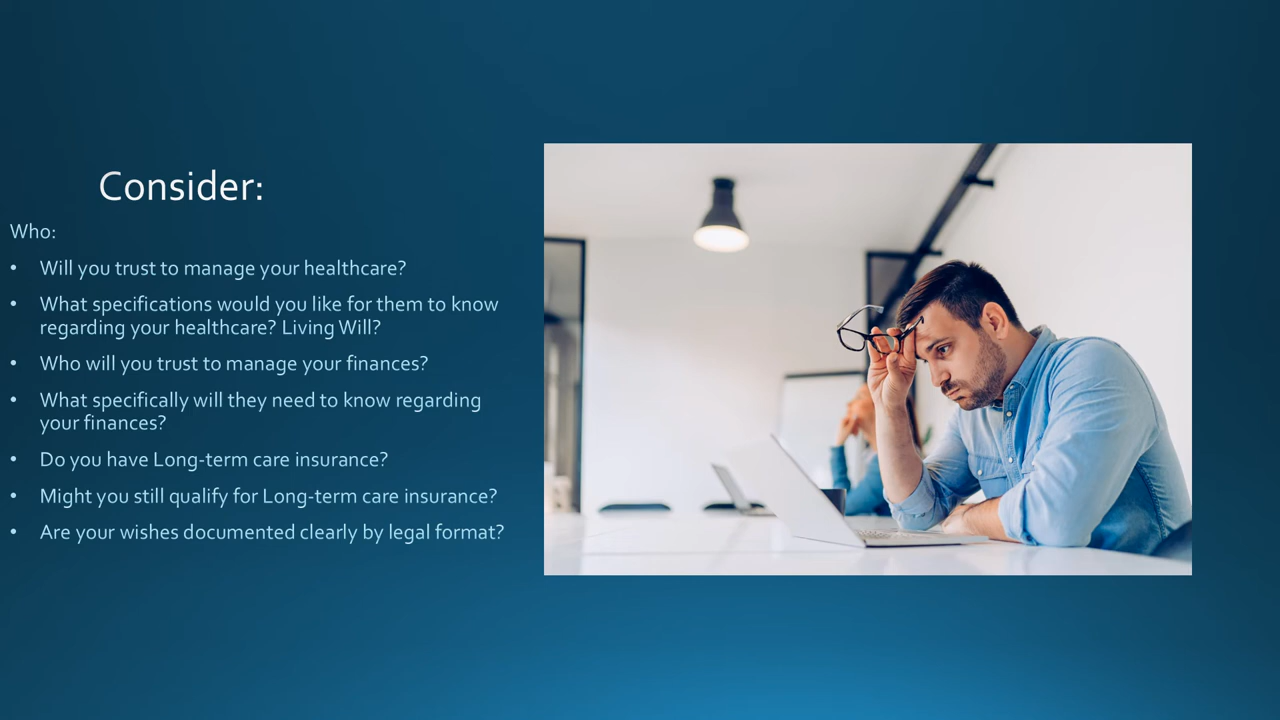 Consider:
Who:
• Will you trust to manage your healthcare?
• What specifications would you like for them to know
regarding your healthcare? Living Will?
• Who will you trust to manage your finances?
• What specifically will they need to know regarding
your finances?
• Do you have Long-term care insurance?
• Might you still qualify for Long-term care insurance?
• Are your wishes documented clearly by legal format?